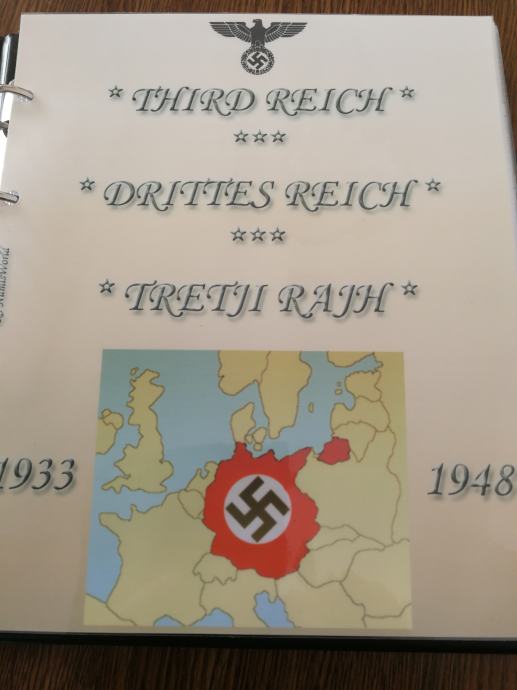 * THIRD REICH *
***
* DRITTES REICH *
***
* TRETJI RAJH *
1933
1948